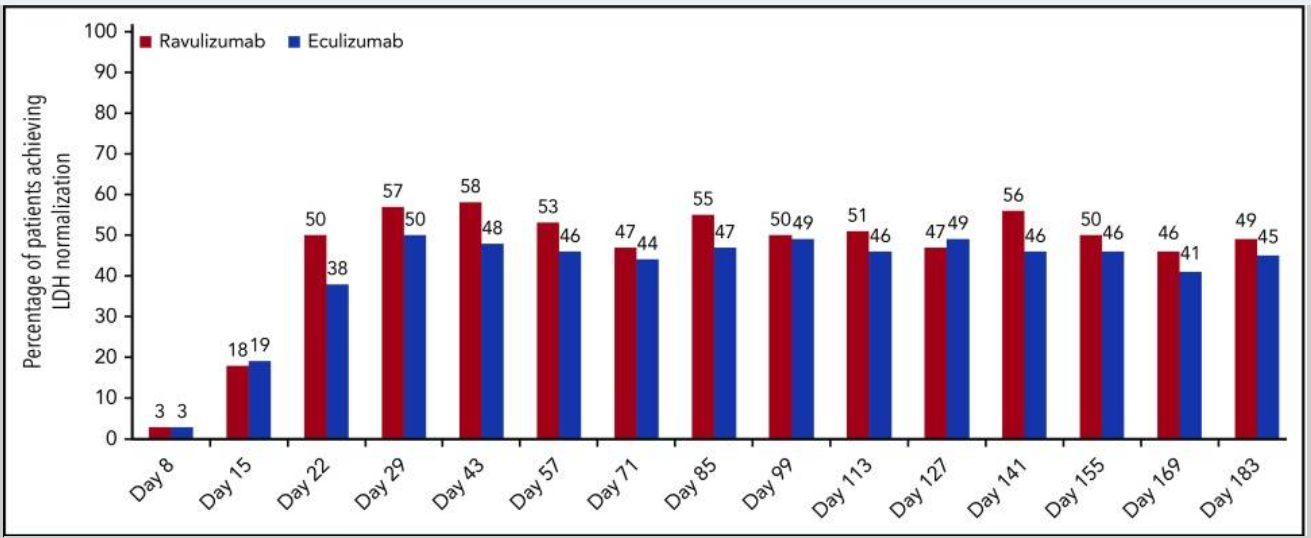 Percentage of patients achieving
LDH normalization
100
90
80
70
60
50
40
30
20
10
0
Ravulizumab Eculizumab
3 3
18 19
50 38
57 50
58 48
53 46
47 44
55 47
50 49
51 46
47 49
56 46
50 46
46 41
49 45
Day 8
Day 15
Day 22
Day 29
Day 43
Day 57
Day 71
Day 85
Day 99
Day 113
Day 127
Day 141
Day 155
Day 169
Day 183